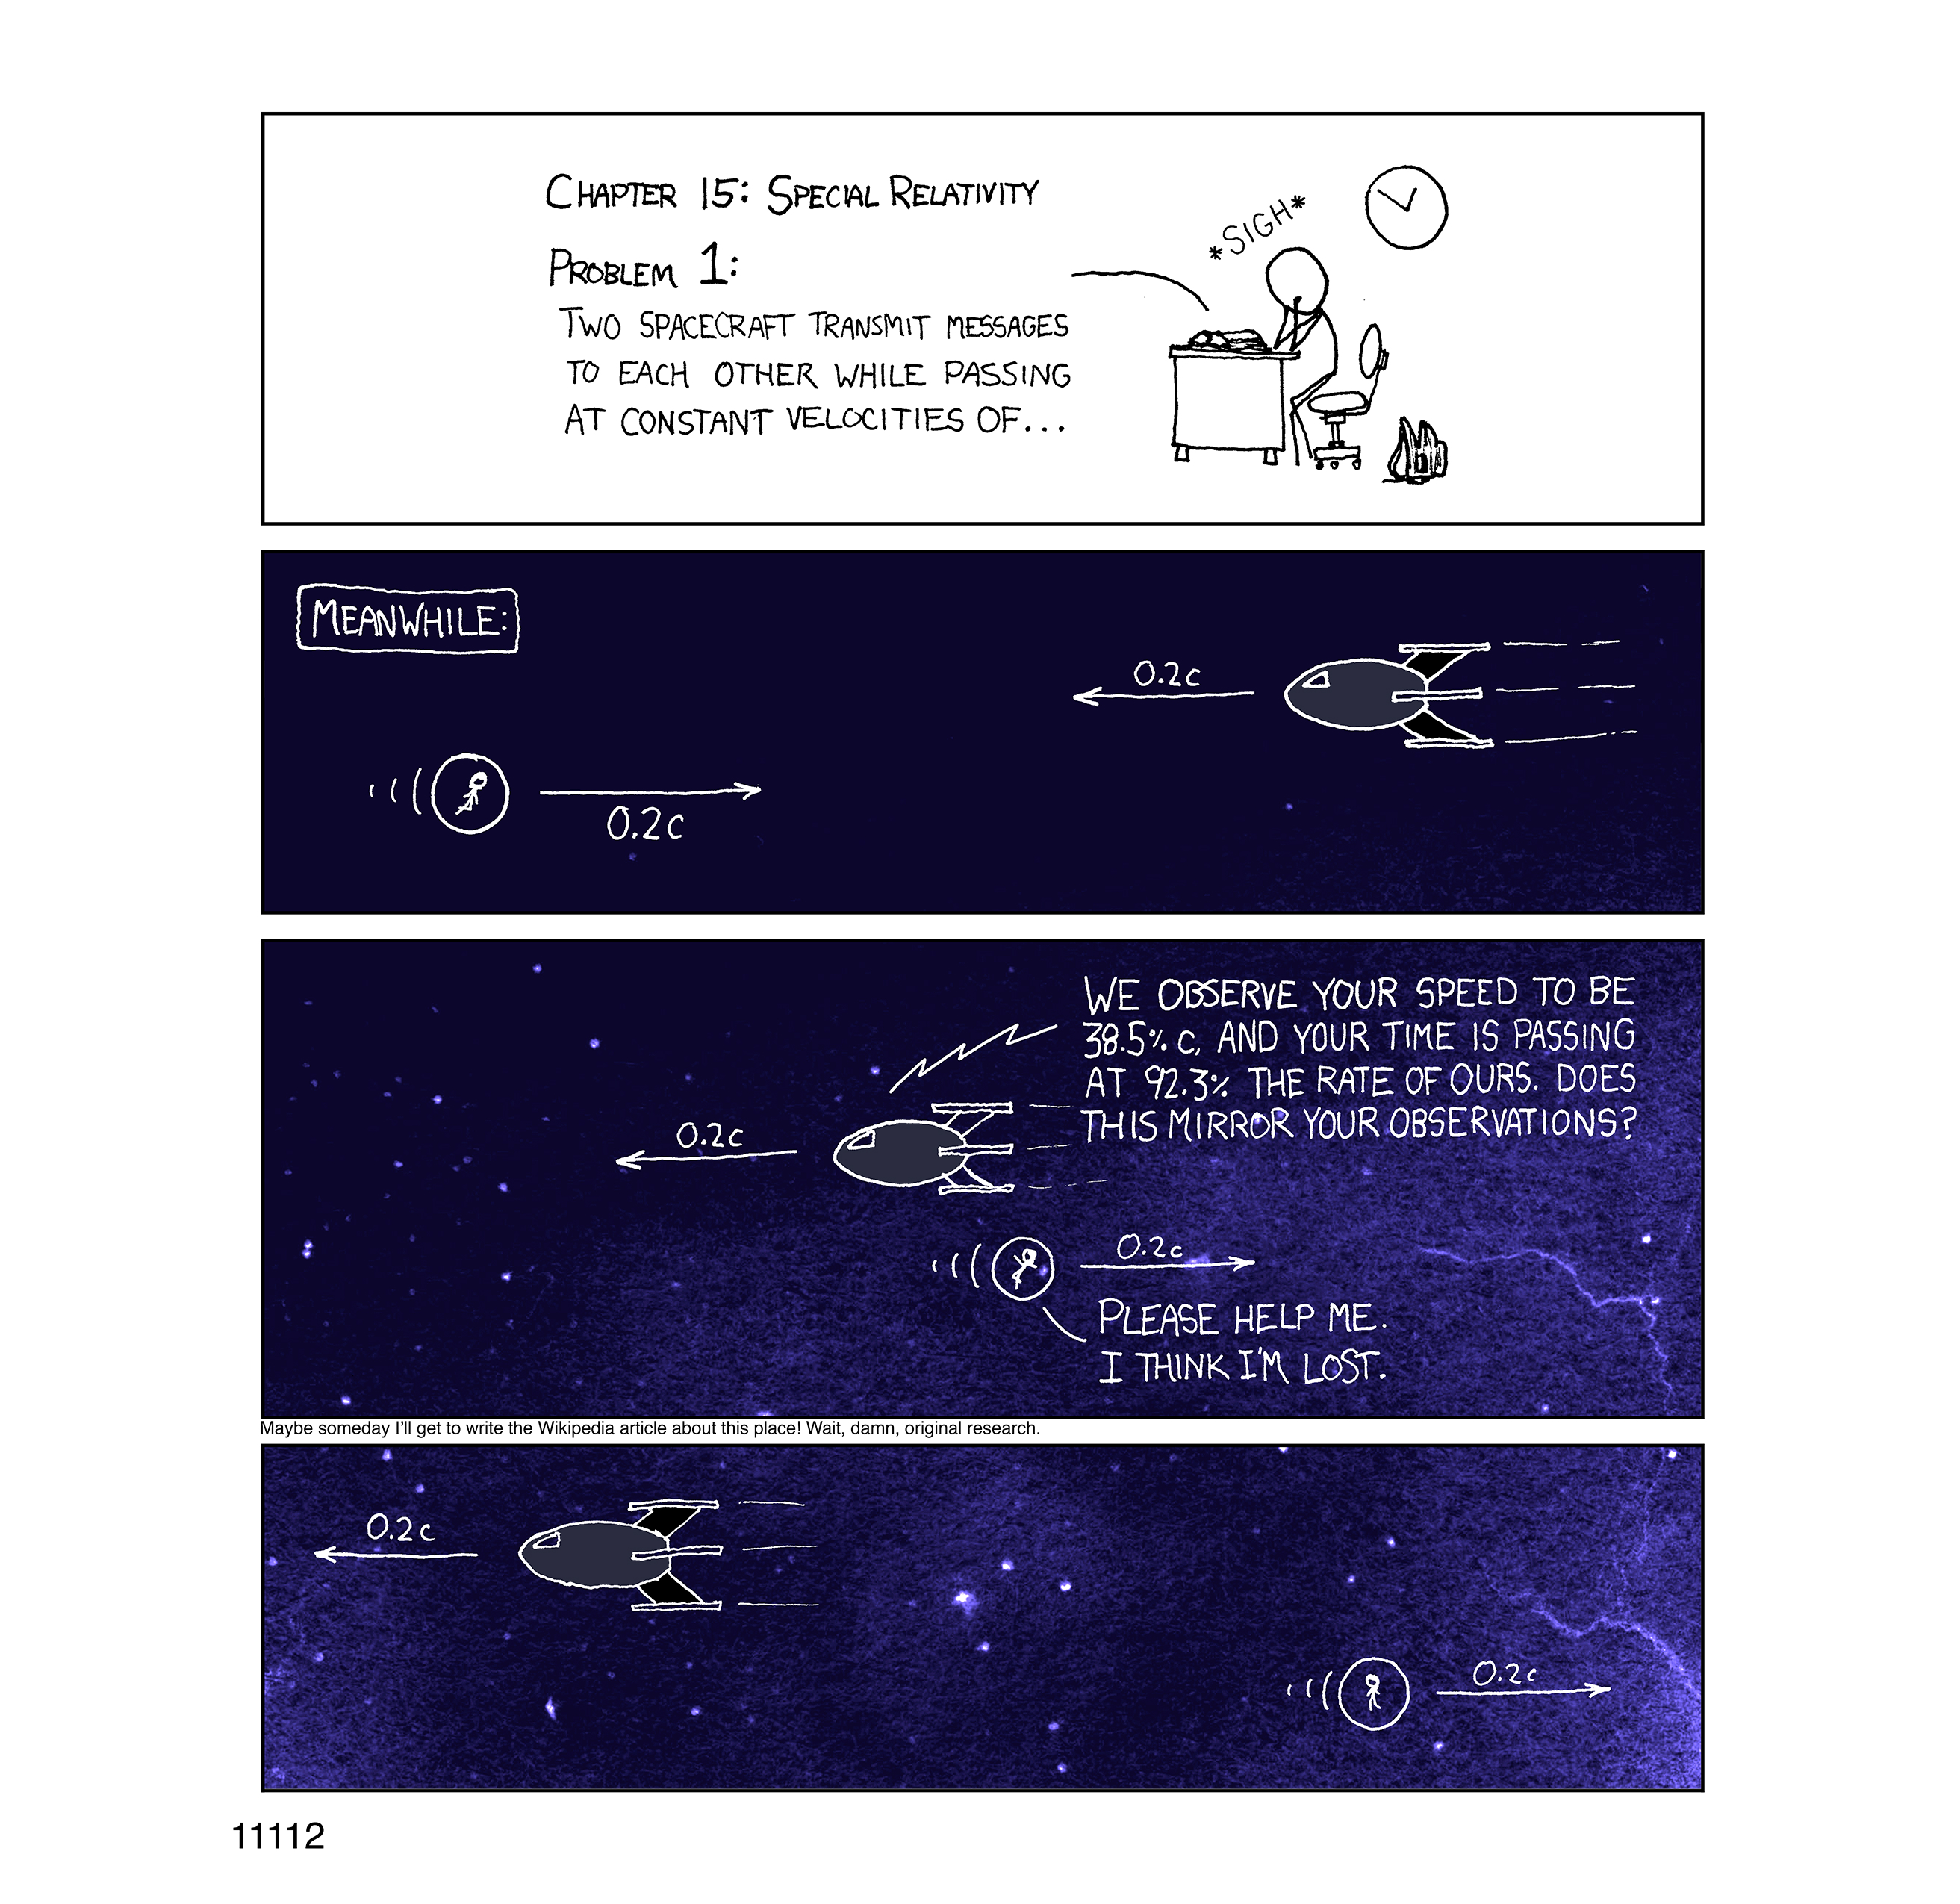 CHAPTER 15: SPECIAL RELATIVITY
PROBLEM 1:
TWO SPACECRAFT TRANSMIT MESSAGES
TO EACH OTHER WHILE PASSING
AT CONSTANT VELOCITIES OF...
*SIGH*
MEANWHILE:
0.2c
0.2c
WE OBSERVE YOUR SPEED TO BE
38.5% c, AND YOUR TIME IS PASSING
AT 92.3% THE RATE OF OURS. DOES
THIS MIRROR YOUR OBSERVATIONS?
0.2c
0.2c
PLEASE HELP ME.
I THINK I'M LOST.
Maybe someday I'll get to write the Wikipedia article about this place! Wait, damn, original research.
0.2c
0.2c
11112